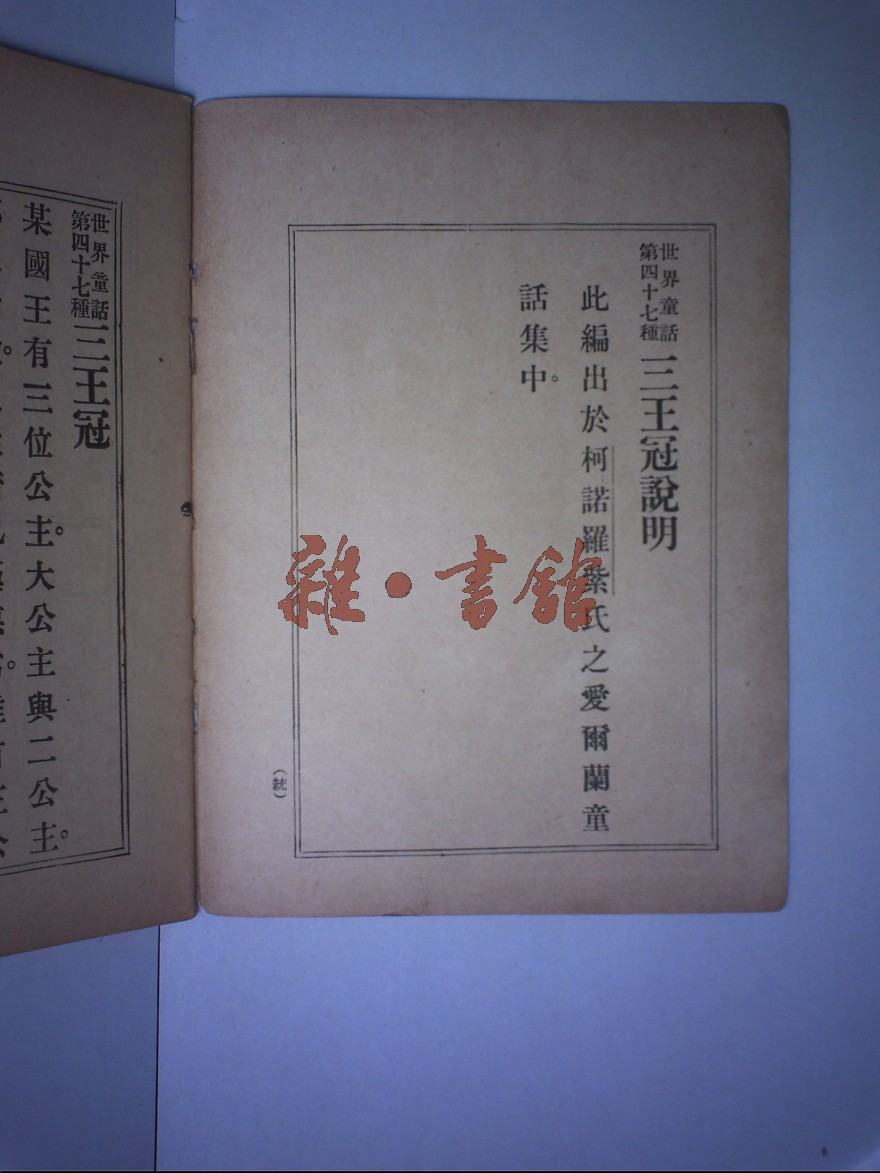 世界童話
第四十七種
三王冠說明
此編出於柯諾羅紫氏之愛爾蘭童
話集中。
（統）
世界童話
第四十七種
三王冠
某國王有三位公主。大公主與二公主。
雜·書館